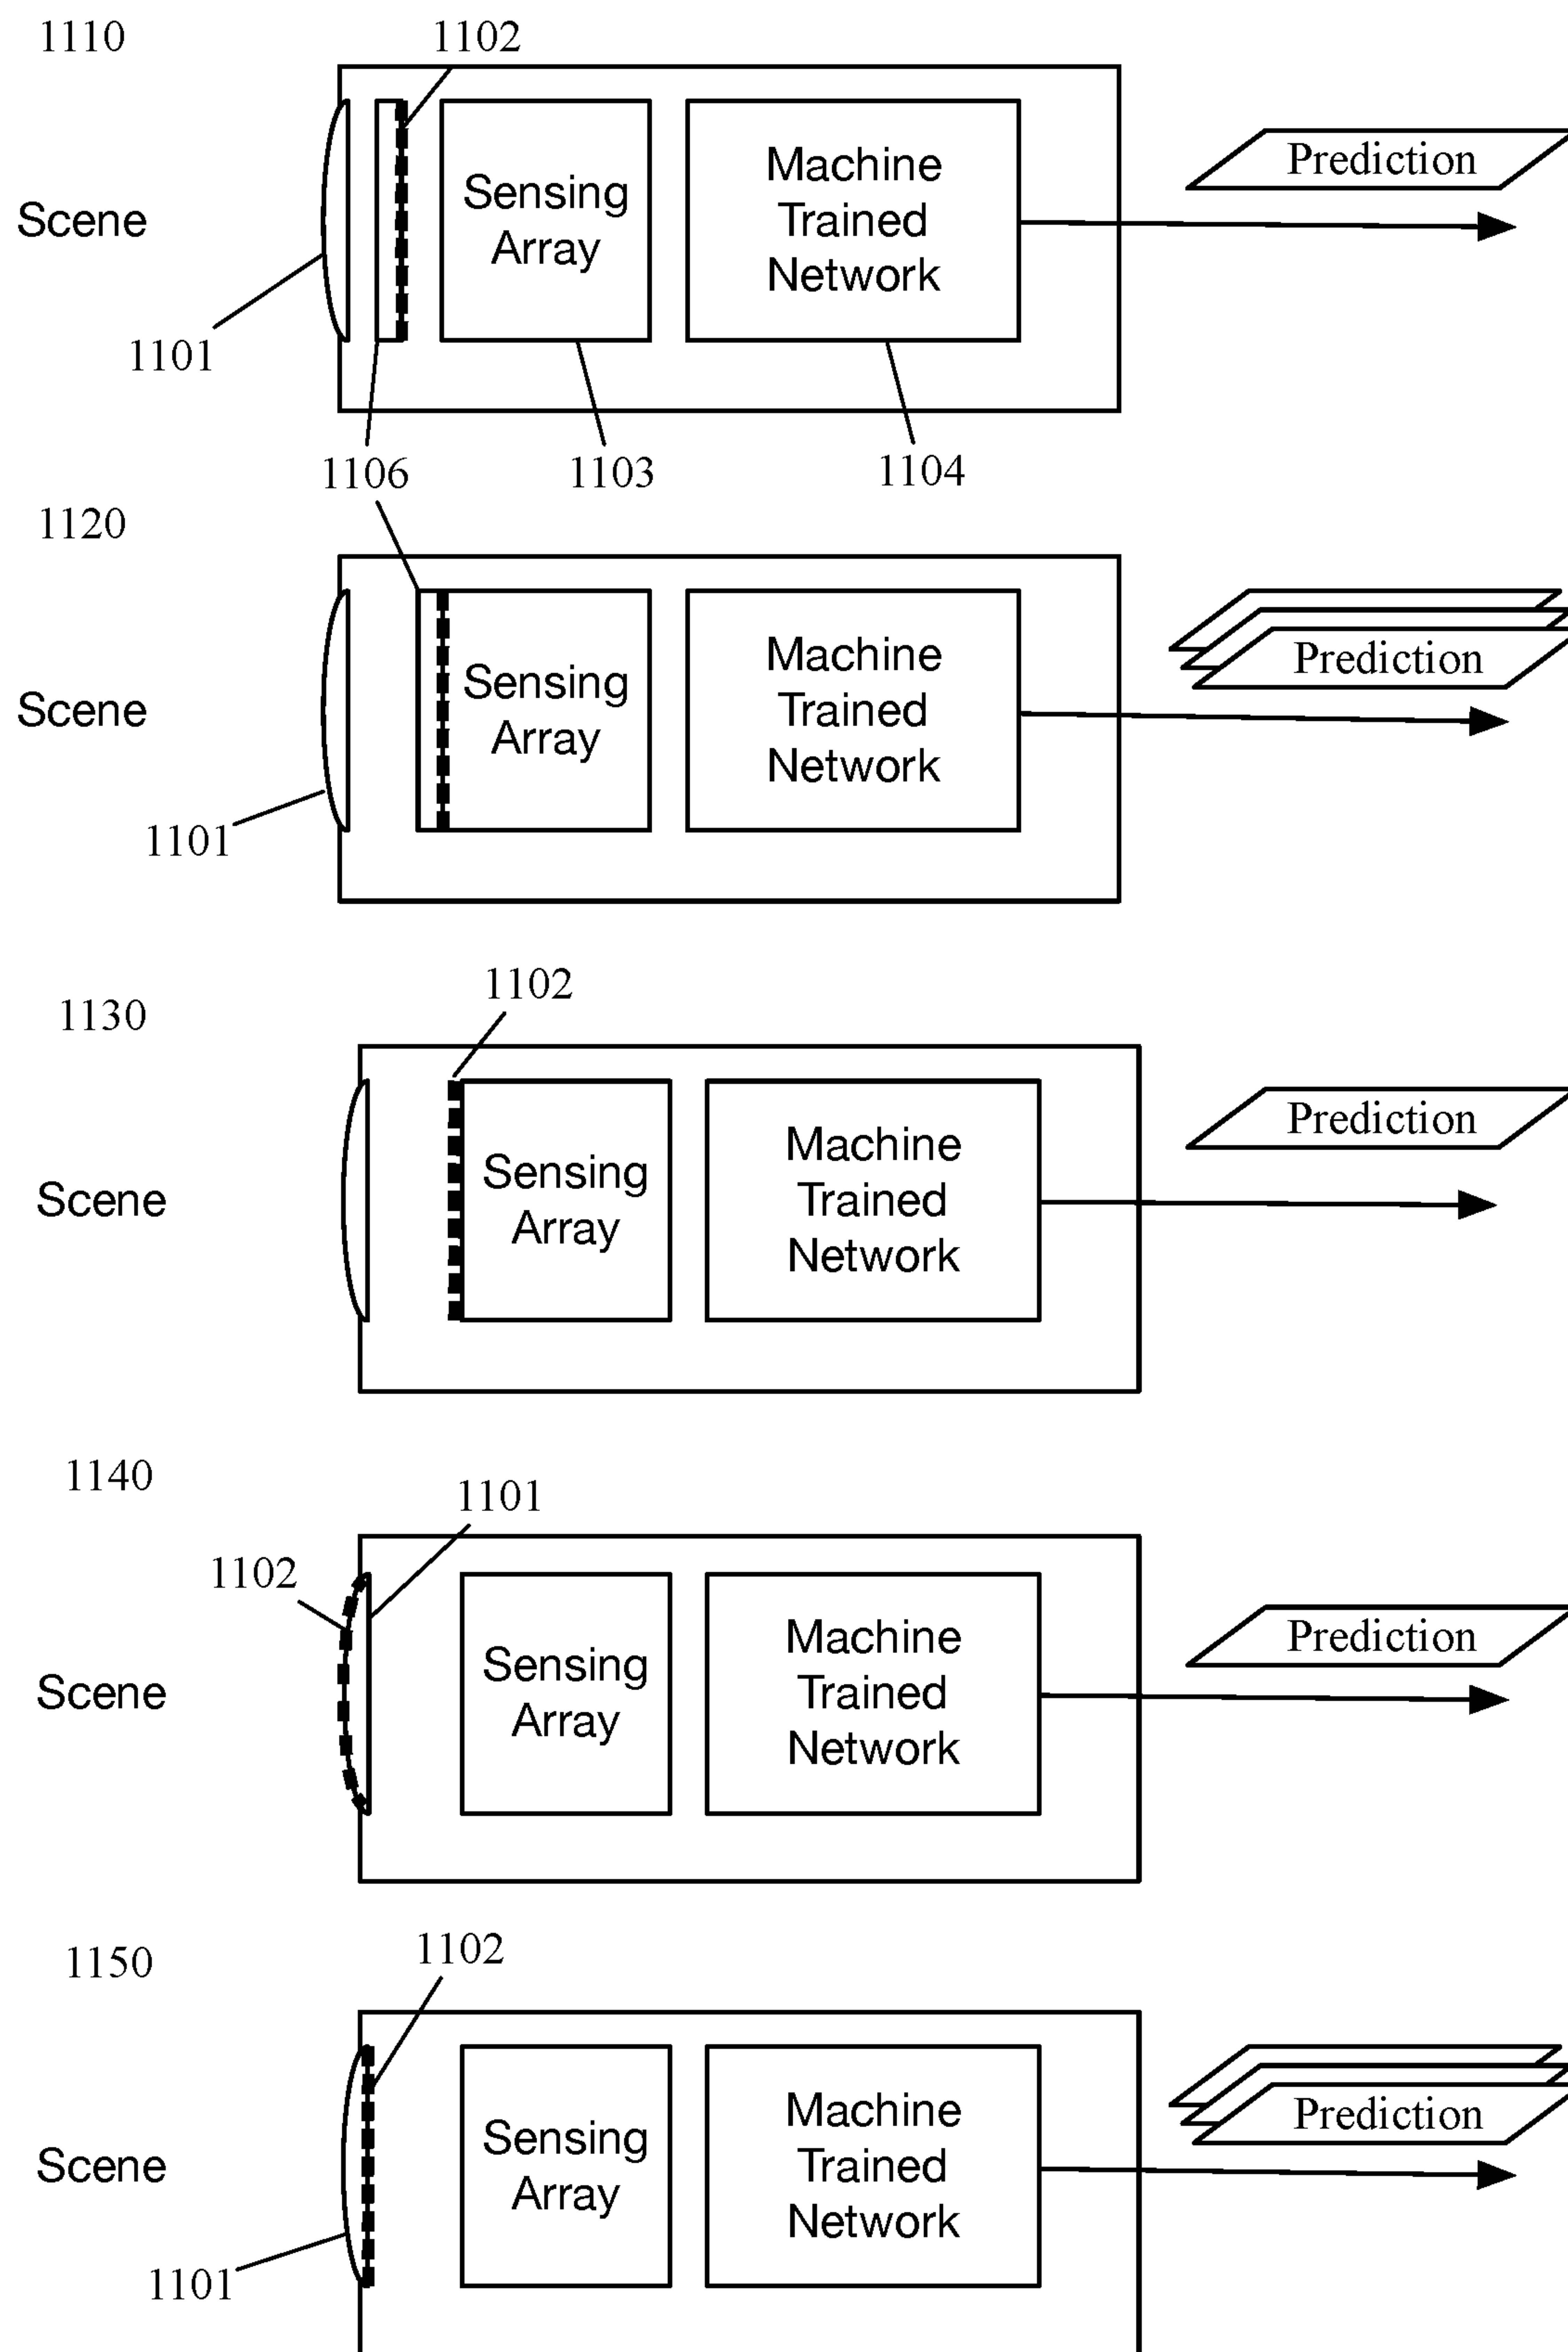 1110
1102
Scene
Sensing
Array
Machine
Trained
Network
Prediction
1101
1106
1103
1104
1120
Scene
Sensing
Array
Machine
Trained
Network
Prediction
1101
1130
1102
Scene
Sensing
Array
Machine
Trained
Network
Prediction
1140
1101
1102
Scene
Sensing
Array
Machine
Trained
Network
Prediction
1150
1102
Scene
Sensing
Array
Machine
Trained
Network
Prediction
1101